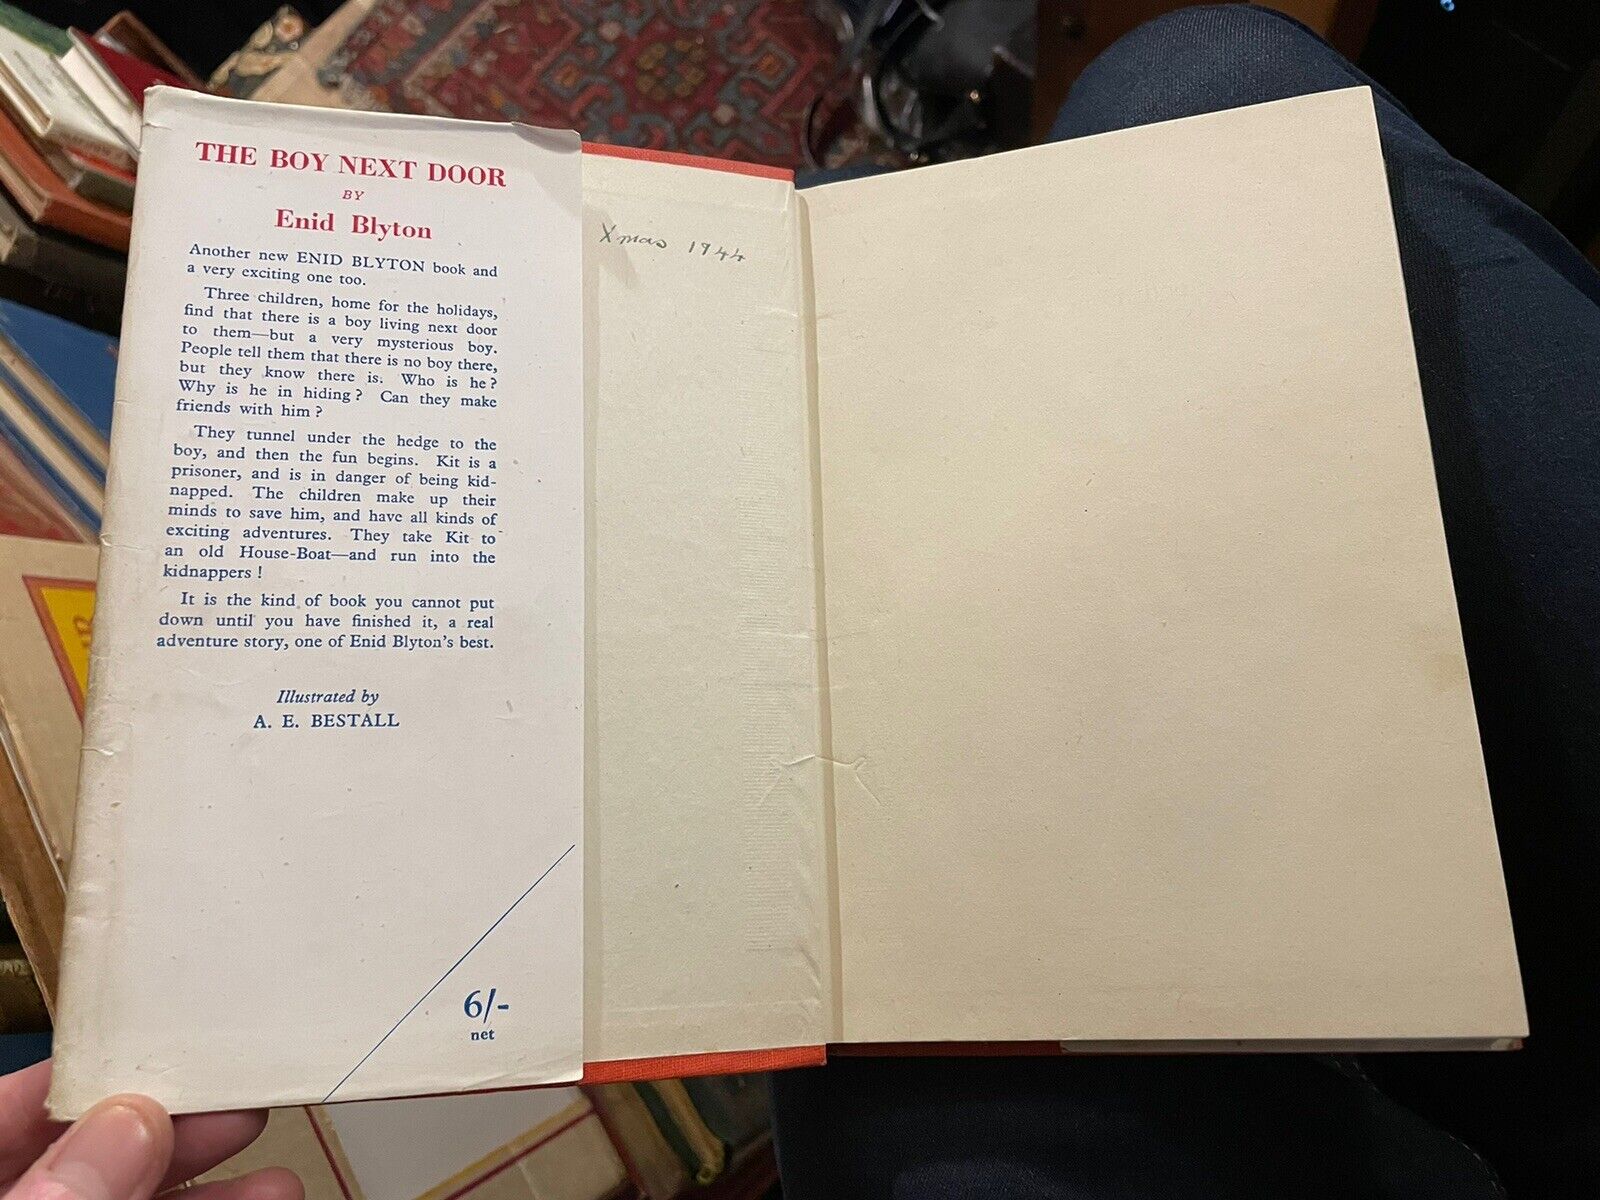 THE BOY NEXT DOOR
BY
Enid Blyton
Another new ENID BLYTON book and
a very exciting one too.
Three children, home for the holidays,
find that there is a boy living next door
to them—but a very mysterious boy.
People tell them that there is no boy there,
but they know there is. Who is he?
Why is he in hiding? Can they make
friends with him?
They tunnel under the hedge to the
boy, and then the fun begins. Kit is a
prisoner, and is in danger of being kid-
napped. The children make up their
minds to save him, and have all kinds of
exciting adventures. They take Kit to
an old House-Boat—and run into the
kidnappers!
It is the kind of book you cannot put
down until you have finished it, a real
adventure story, one of Enid Blyton's best.
Illustrated by
A. E. BESTALL
6/-
net
Xmas 1944